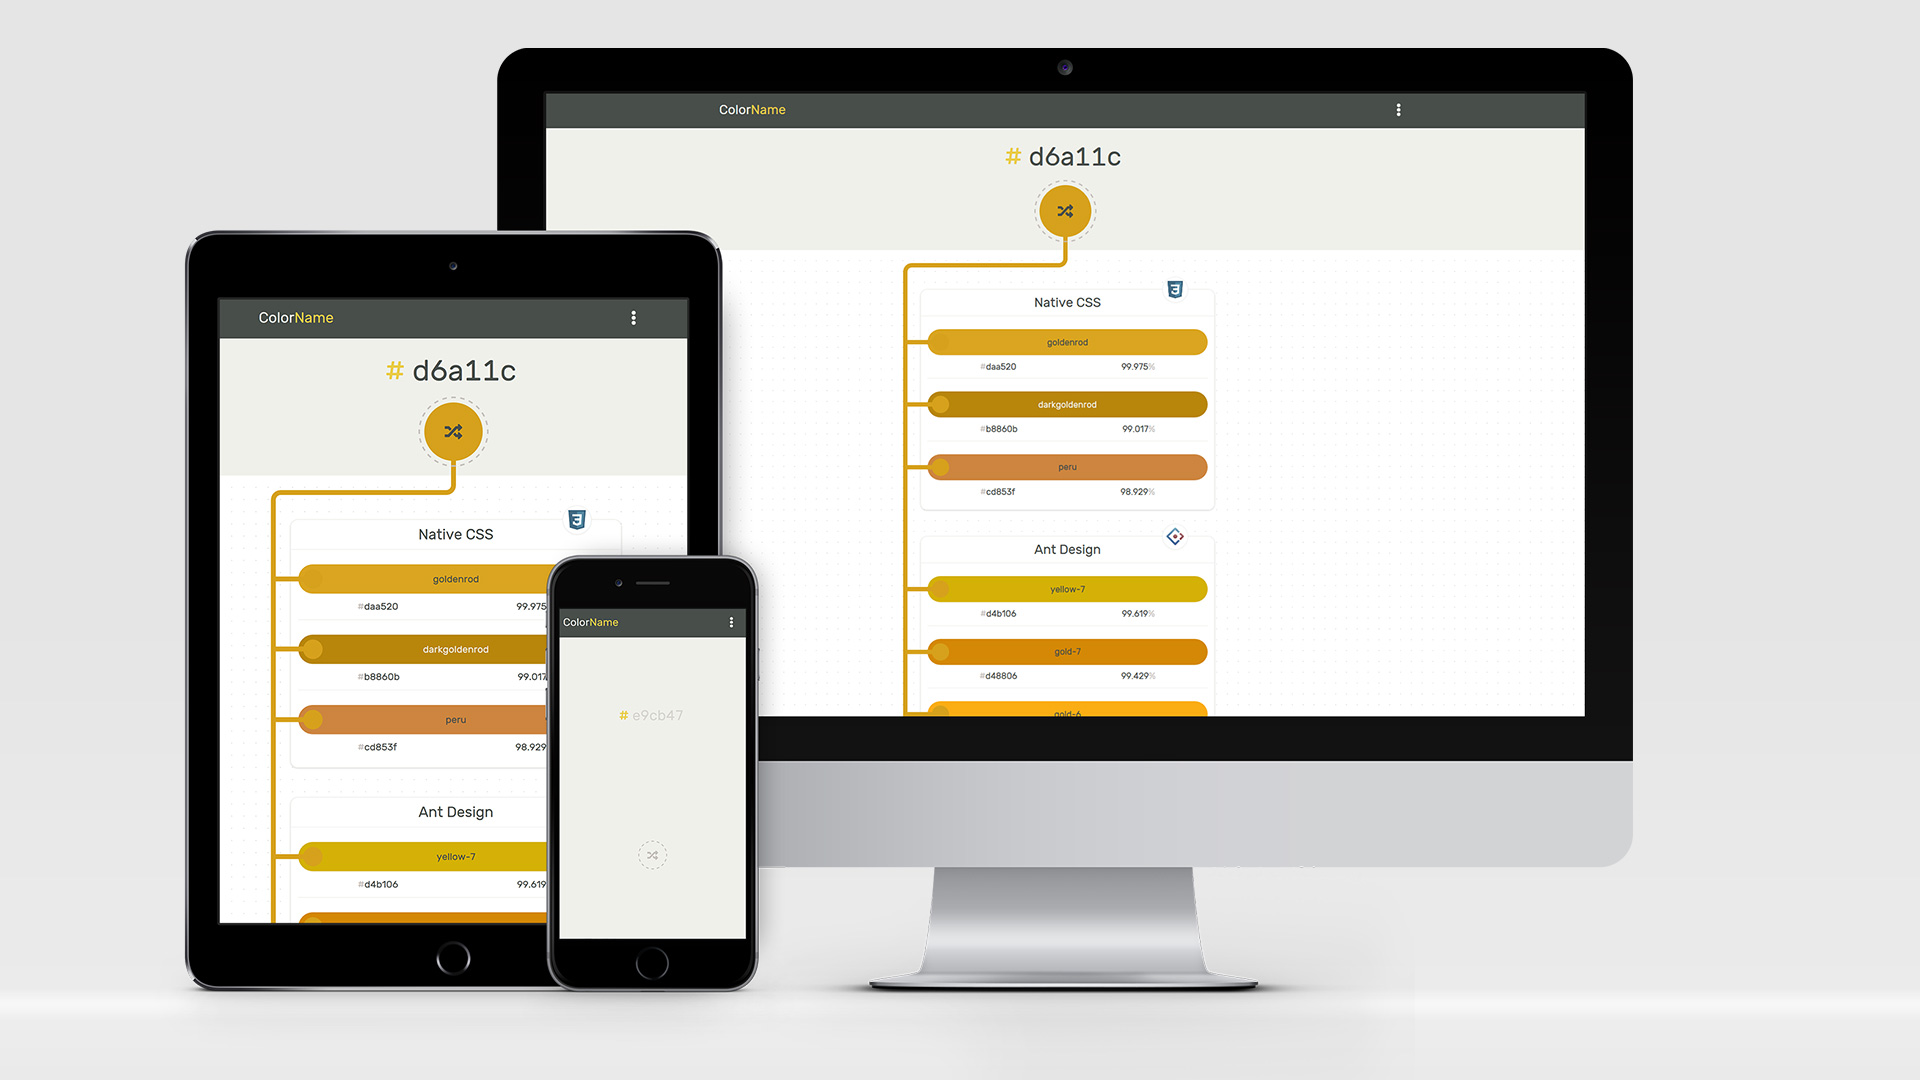 ColorName
# d6a11c
Native CSS
goldenrod
#daa520 99.975%
darkgoldenrod
#b8860b 99.017%
peru
#cd853f 98.929%
Ant Design
yellow-7
#d4b106 99.619%
gold-7
#d48806 99.429%
gold-6
ColorName
# d6a11c
Native CSS
goldenrod
#daa520 99.975
darkgoldenrod
#b8860b 99.017
peru
#cd853f 98.929
Ant Design
yellow-7
#d4b106 99.619
ColorName
# e9cb47